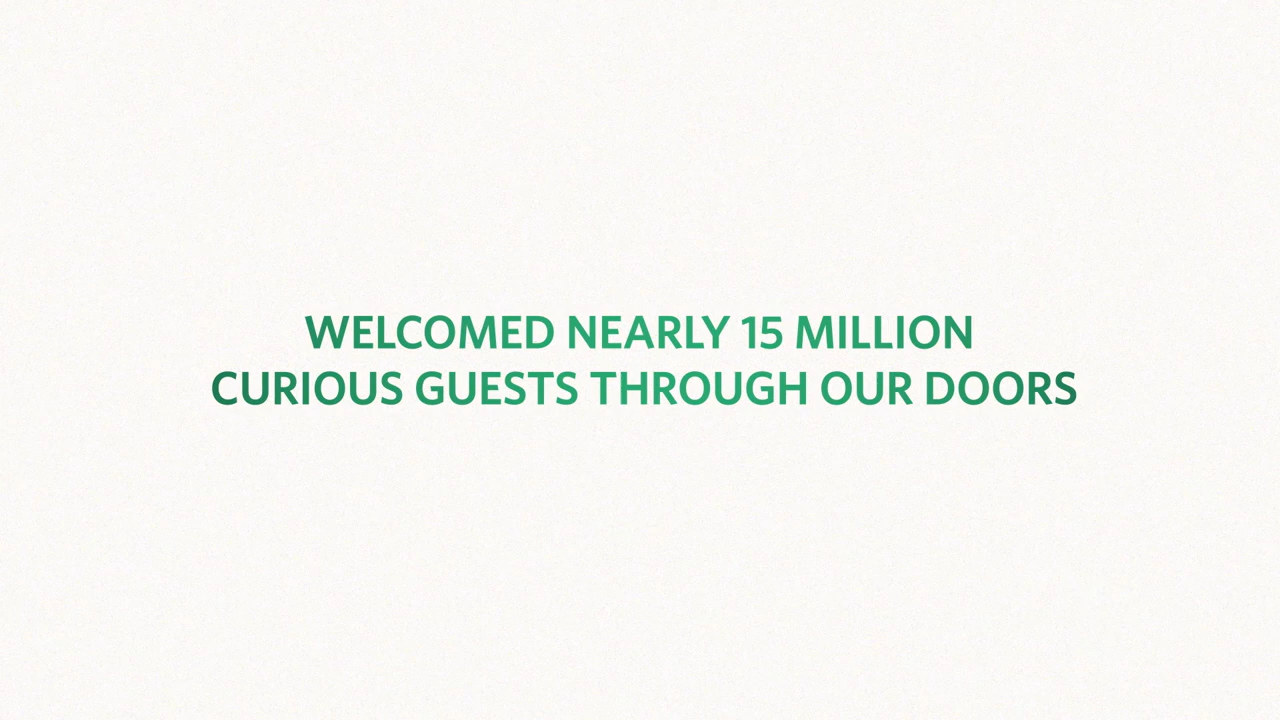 WELCOMED NEARLY 15 MILLION
CURIOUS GUESTS THROUGH OUR DOORS